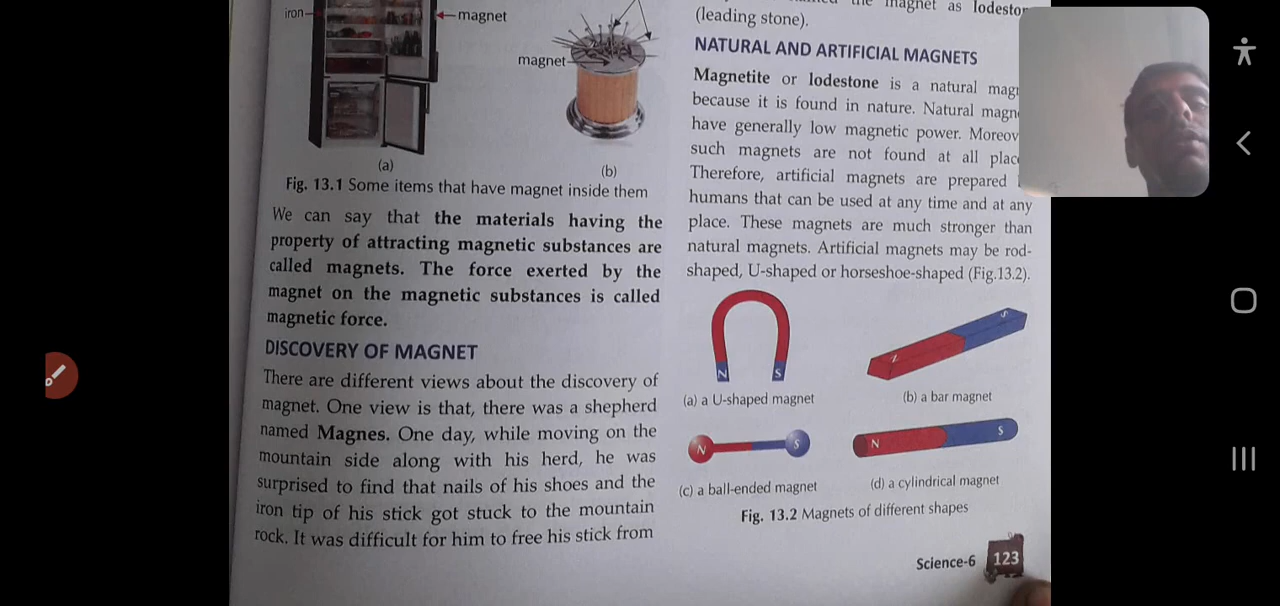 iron
magnet
magnet
(a)
(b)
Fig. 13.1 Some items that have magnet inside them
We can say that the materials having the
property of attracting magnetic substances are
called magnets. The force exerted by the
magnet on the magnetic substances is called
magnetic force.
DISCOVERY OF MAGNET
There are different views about the discovery of
magnet. One view is that, there was a shepherd
named Magnes. One day, while moving on the
mountain side along with his herd, he was
surprised to find that nails of his shoes and the
iron tip of his stick got stuck to the mountain
rock. It was difficult for him to free his stick from
the magnet as lodestor
(leading stone).
NATURAL AND ARTIFICIAL MAGNETS
Magnetite or lodestone is a natural magn
because it is found in nature. Natural magn
have generally low magnetic power. Moreov
such magnets are not found at all plac
Therefore, artificial magnets are prepared
humans that can be used at any time and at any
place. These magnets are much stronger than
natural magnets. Artificial magnets may be rod-
shaped, U-shaped or horseshoe-shaped (Fig.13.2).
N S
N S
(a) a U-shaped magnet
(b) a bar magnet
N S
N S
(c) a ball-ended magnet
(d) a cylindrical magnet
Fig. 13.2 Magnets of different shapes
Science-6 123